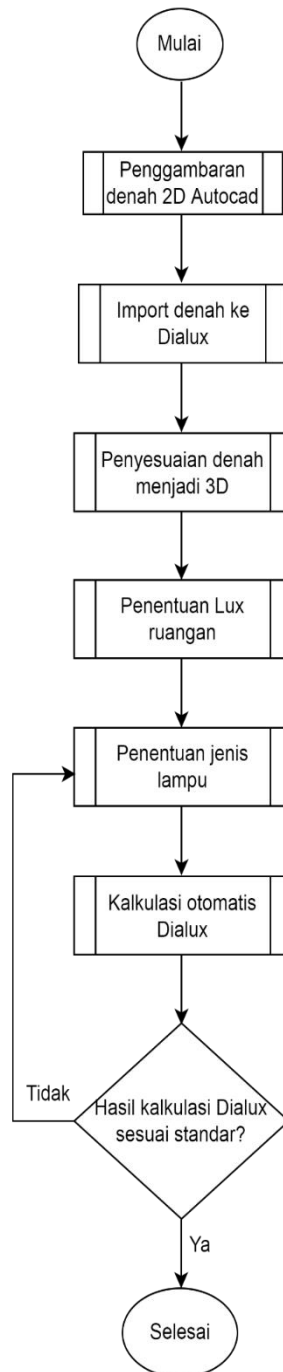 Mulai
Penggambaran
denah 2D Autocad
Import denah ke
Dialux
Penyesuaian denah
menjadi 3D
Penentuan Lux
ruangan
Penentuan jenis
lampu
Kalkulasi otomatis
Dialux
Tidak
Hasil kalkulasi Dialux
sesuai standar?
Ya
Selesai